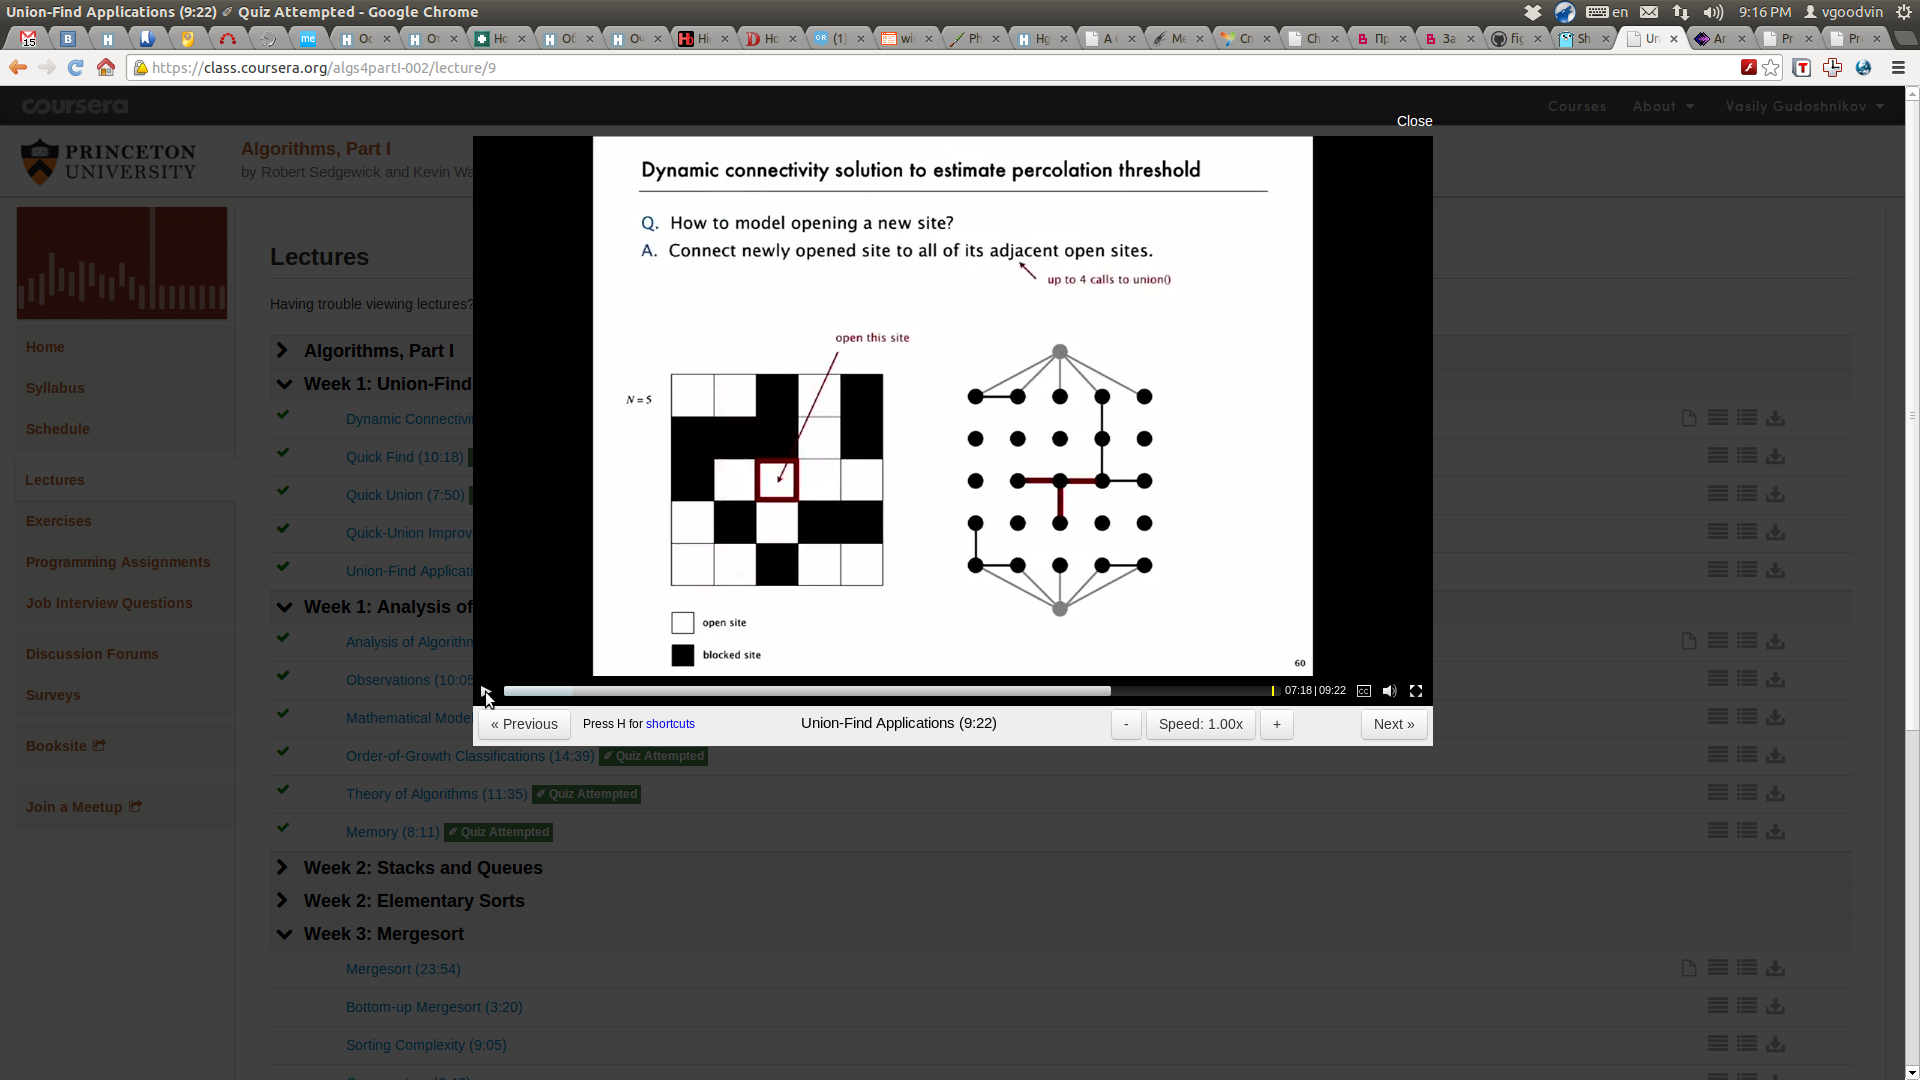 Union-Find Applications (9:22) ✐ Quiz Attempted - Google Chrome
en
9:16 PM
vgoodvin
15
https://class.coursera.org/algs4partI-002/lecture/9
coursera
Courses
About
Vasily Gudoshnikov
Close
PRINCETON
UNIVERSITY
Algorithms, Part I
by Robert Sedgewick and Kevin Wa
Home
Syllabus
Schedule
Lectures
Exercises
Programming Assignments
Job Interview Questions
Discussion Forums
Surveys
Booksite
Join a Meetup
Lectures
Having trouble viewing lectures?
Algorithms, Part I
Week 1: Union-Find
Dynamic Connectivi
Quick Find (10:18)
Quick Union (7:50)
Quick-Union Improv
Union-Find Applicati
Week 1: Analysis of
Analysis of Algorithm
Observations (10:05
Mathematical Model
Order-of-Growth Classifications (14:39) ✐ Quiz Attempted
Theory of Algorithms (11:35) ✐ Quiz Attempted
Memory (8:11) ✐ Quiz Attempted
Week 2: Stacks and Queues
Week 2: Elementary Sorts
Week 3: Mergesort
Mergesort (23:54)
Bottom-up Mergesort (3:20)
Sorting Complexity (9:05)
Dynamic connectivity solution to estimate percolation threshold
Q. How to model opening a new site?
A. Connect newly opened site to all of its adjacent open sites.
up to 4 calls to union()
open this site
N = 5
open site
blocked site
60
07:18 | 09:22
CC
« Previous
Press H for shortcuts
Union-Find Applications (9:22)
-
Speed: 1.00x
+
Next »